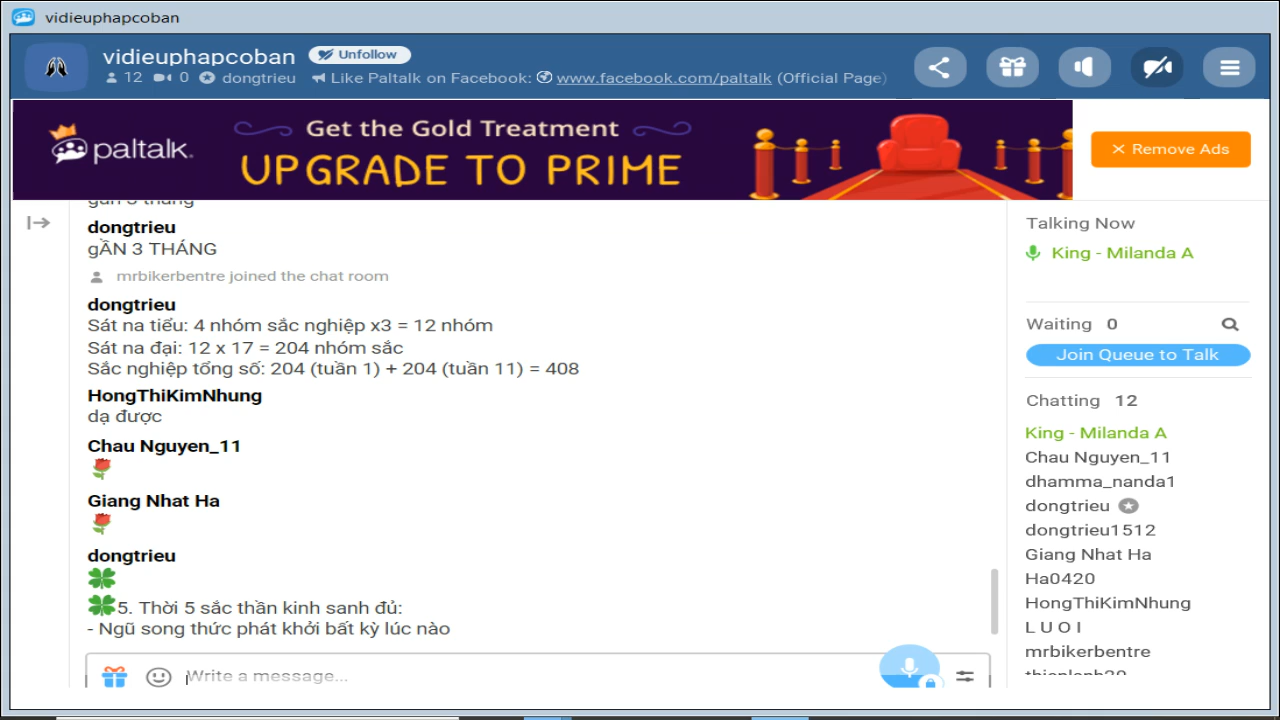 vidieuphapcoban
vidieuphapcoban Unfollow
12 0 dongtrieu Like Paltalk on Facebook: www.facebook.com/paltalk (Official Page)
paltalk.
Get the Gold Treatment
UPGRADE TO PRIME
× Remove Ads
dongtrieu
gẦN 3 THÁNG
mrbikerbentre joined the chat room
dongtrieu
Sát na tiểu: 4 nhóm sắc nghiệp x3 = 12 nhóm
Sát na đại: 12 x 17 = 204 nhóm sắc
Sắc nghiệp tổng số: 204 (tuần 1) + 204 (tuần 11) = 408
HongThiKimNhung
dạ được
Chau Nguyen_11
🌹
Giang Nhat Ha
🌹
dongtrieu
🍀
🍀5. Thời 5 sắc thần kinh sanh đủ:
- Ngũ song thức phát khởi bất kỳ lúc nào
Write a message...
Talking Now
King - Milanda A
Waiting 0
Join Queue to Talk
Chatting 12
King - Milanda A
Chau Nguyen_11
dhamma_nanda1
dongtrieu
dongtrieu1512
Giang Nhat Ha
Ha0420
HongThiKimNhung
L U O I
mrbikerbentre